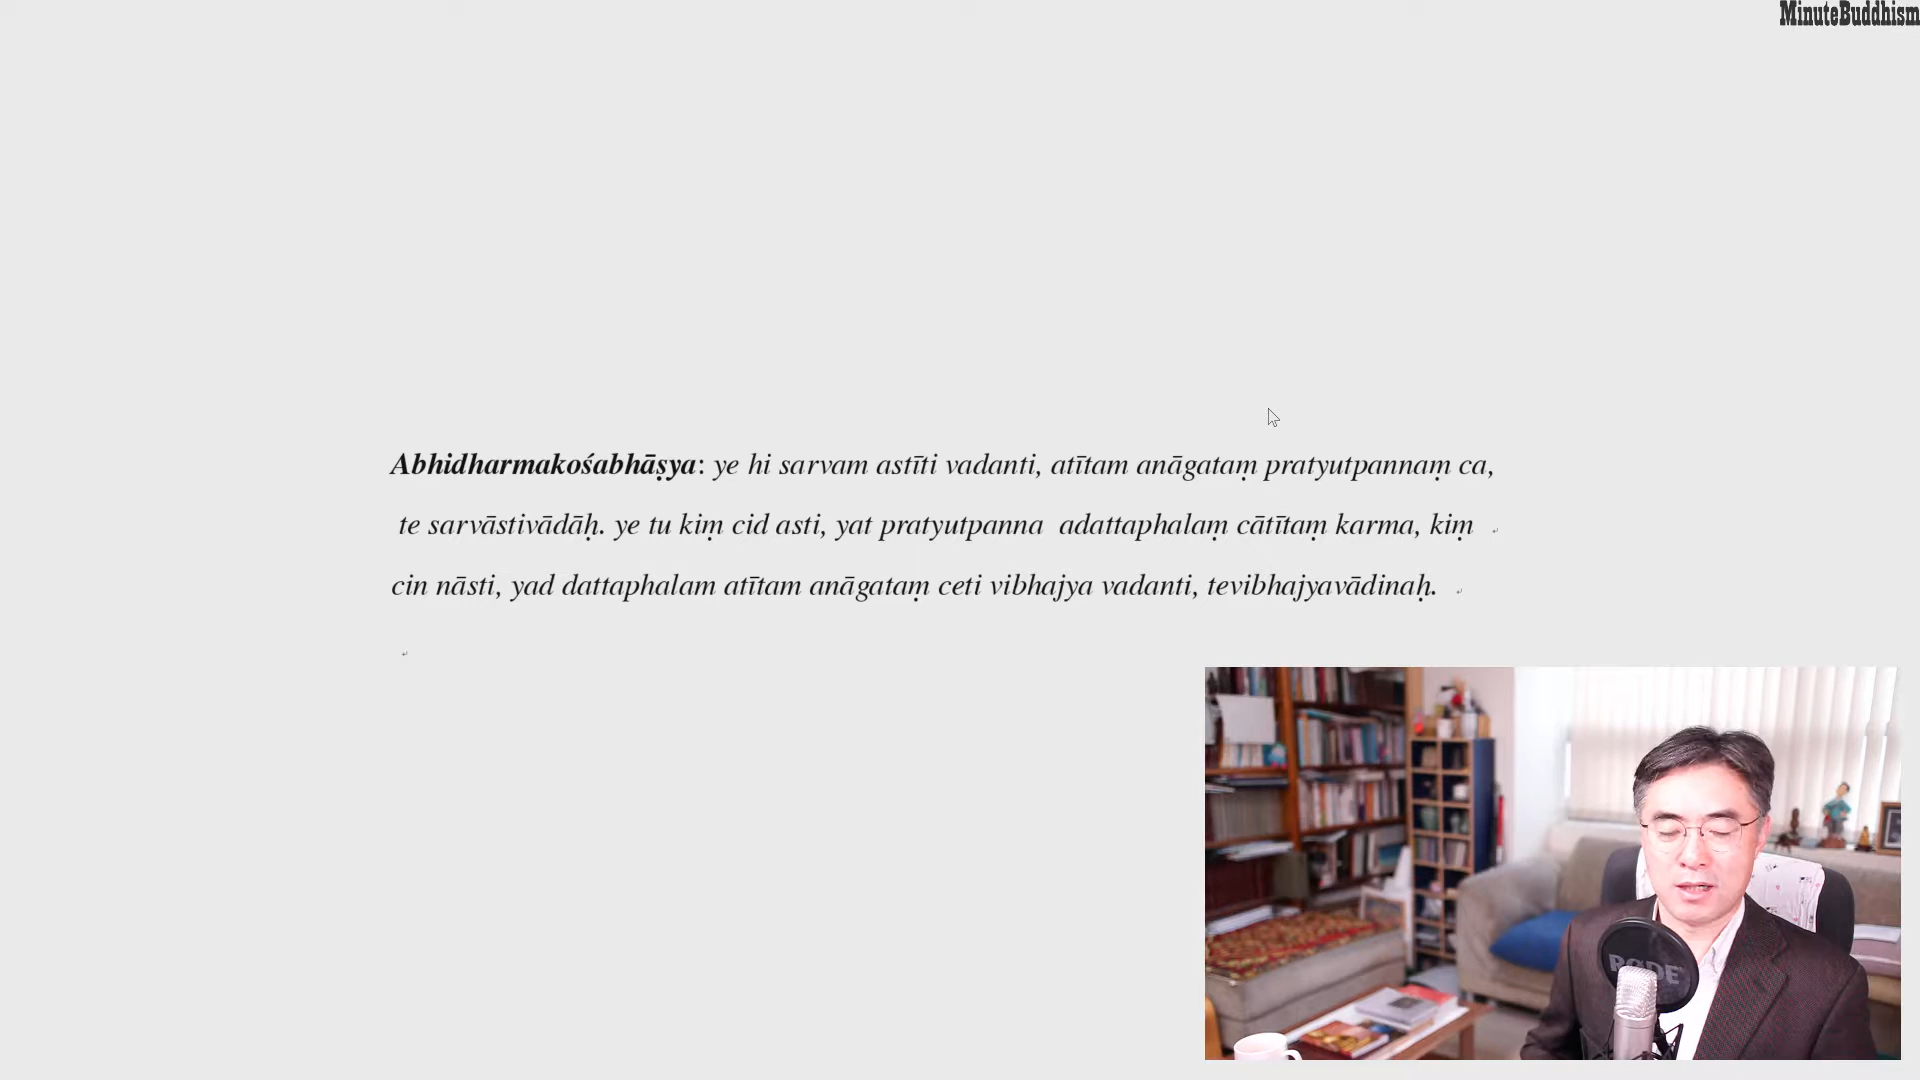 MinuteBuddhism
Abhidharmakośabhāṣya: ye hi sarvam astīti vadanti, atītam anāgataṃ pratyutpannaṃ ca,
te sarvāstivādāḥ. ye tu kiṃ cid asti, yat pratyutpanna adattaphalaṃ cātītaṃ karma, kiṃ
cin nāsti, yad dattaphalam atītam anāgataṃ ceti vibhajya vadanti, tevibhajyavādinaḥ.
RØDE